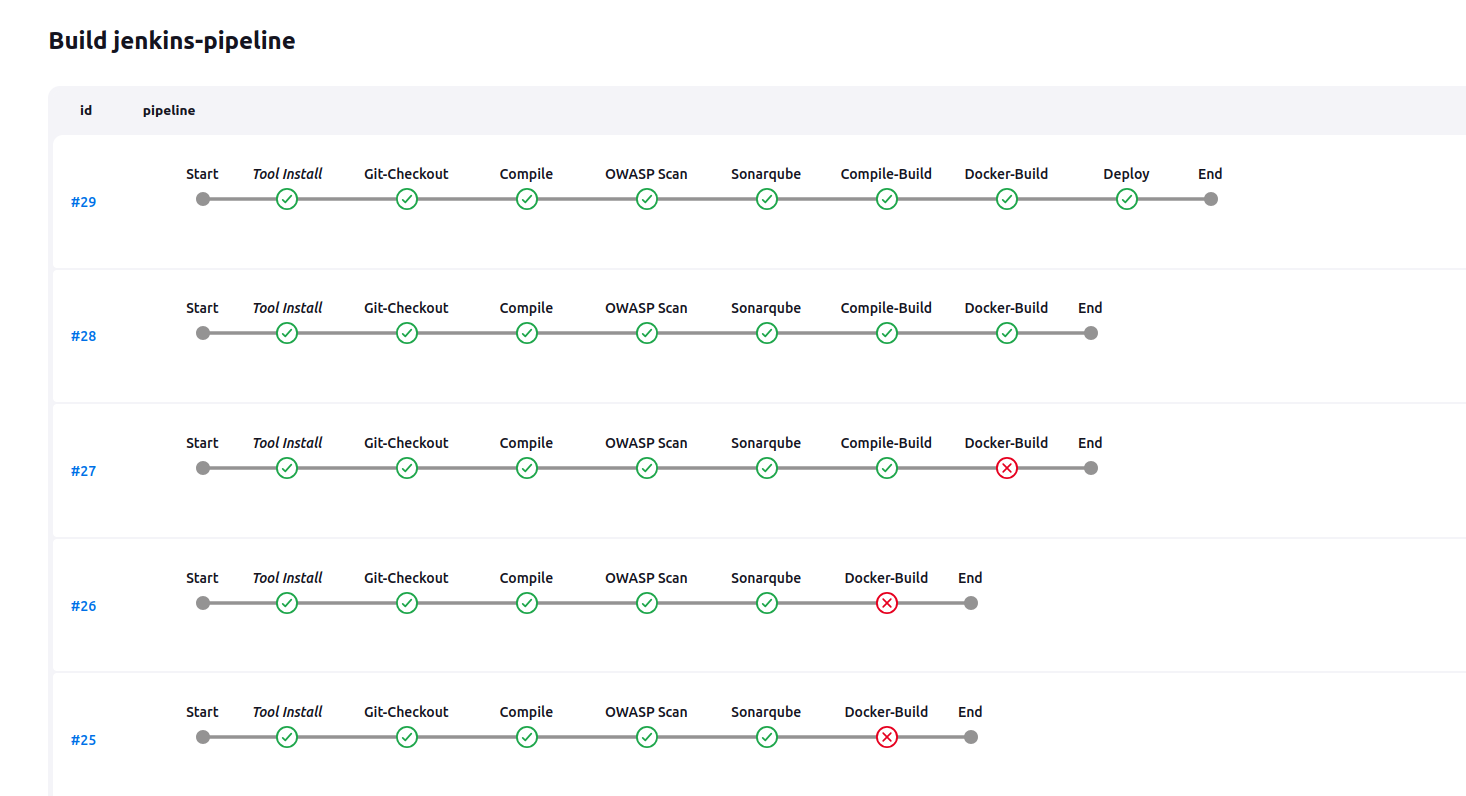 Build jenkins-pipeline
id pipeline
Start Tool Install Git-Checkout Compile OWASP Scan Sonarqube Compile-Build Docker-Build Deploy End
#29
Start Tool Install Git-Checkout Compile OWASP Scan Sonarqube Compile-Build Docker-Build End
#28
Start Tool Install Git-Checkout Compile OWASP Scan Sonarqube Compile-Build Docker-Build End
#27
Start Tool Install Git-Checkout Compile OWASP Scan Sonarqube Docker-Build End
#26
Start Tool Install Git-Checkout Compile OWASP Scan Sonarqube Docker-Build End
#25